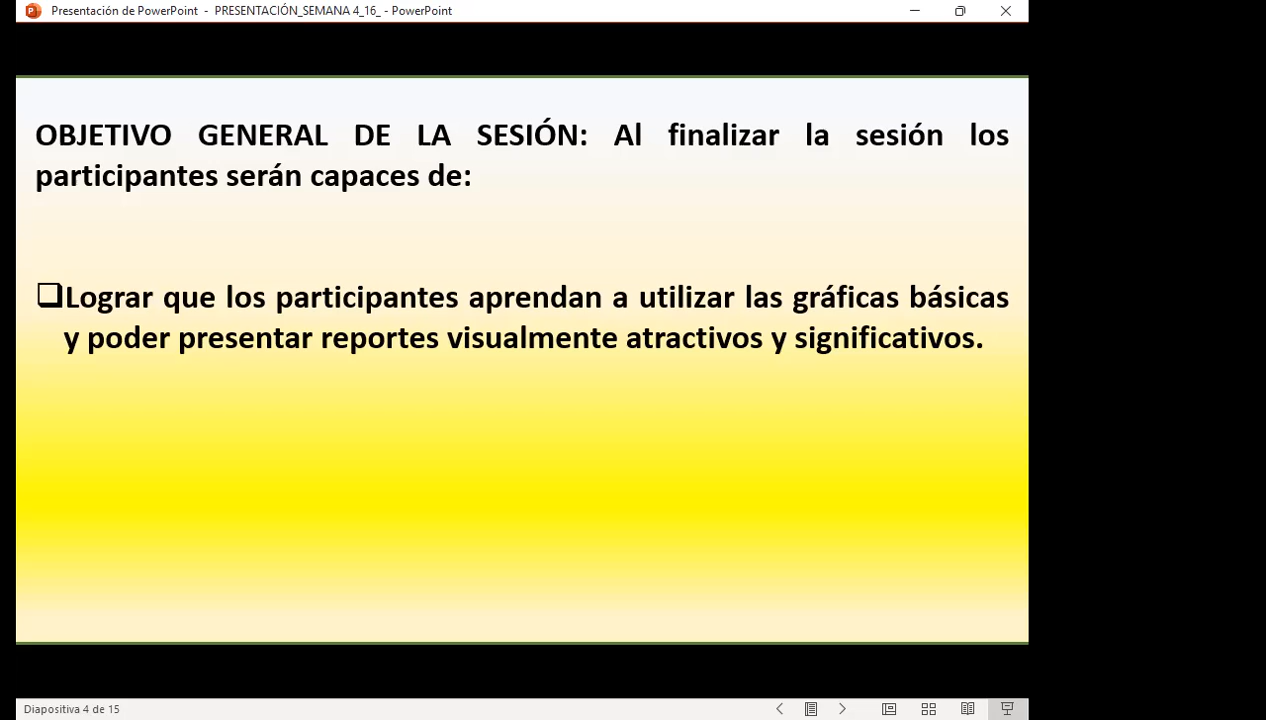 Presentación de PowerPoint - PRESENTACIÓN_SEMANA 4_16_ - PowerPoint
OBJETIVO GENERAL DE LA SESIÓN: Al finalizar la sesión los
participantes serán capaces de:
❑Lograr que los participantes aprendan a utilizar las gráficas básicas
y poder presentar reportes visualmente atractivos y significativos.
Diapositiva 4 de 15